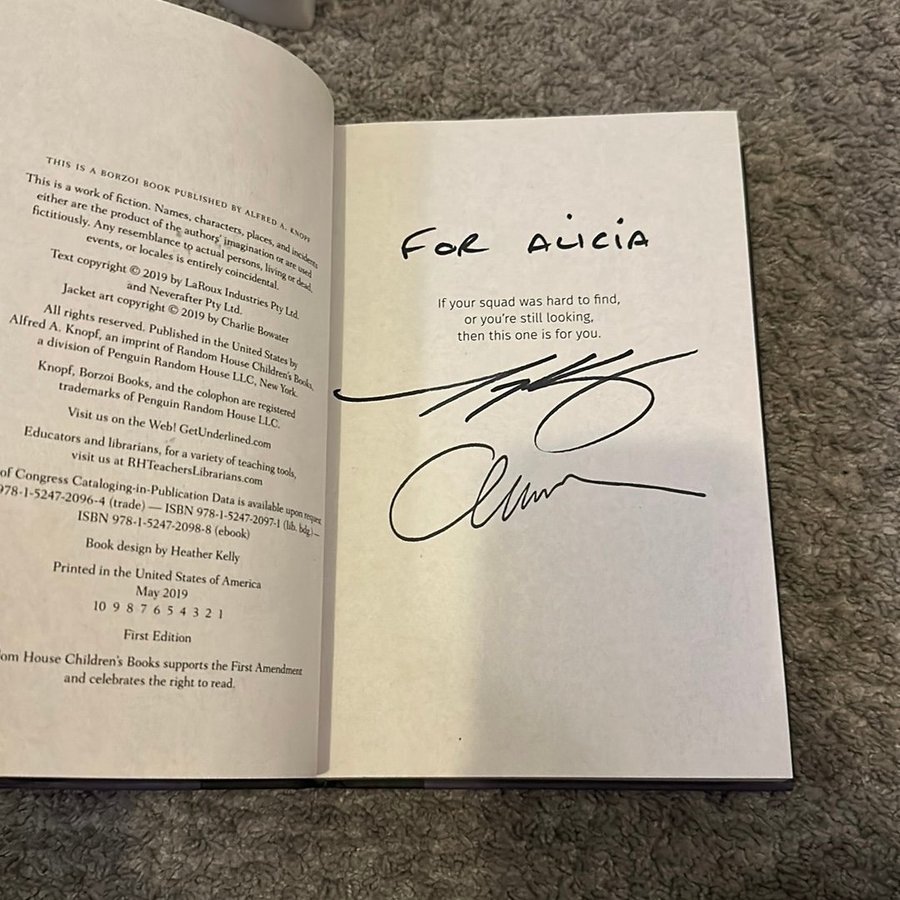 THIS IS A BORZOI BOOK PUBLISHED BY ALFRED A. KNOPF
This is a work of fiction. Names, characters, places, and incidents
either are the product of the authors' imagination or are used
fictitiously. Any resemblance to actual persons, living or dead,
events, or locales is entirely coincidental.
Text copyright © 2019 by LaRoux Industries Pty Ltd.
and Neverafter Pty Ltd.
Jacket art copyright © 2019 by Charlie Bowater
All rights reserved. Published in the United States by
Alfred A. Knopf, an imprint of Random House Children's Books,
a division of Penguin Random House LLC, New York.
Knopf, Borzoi Books, and the colophon are registered
trademarks of Penguin Random House LLC.
Visit us on the Web! GetUnderlined.com
Educators and librarians, for a variety of teaching tools,
visit us at RHTeachersLibrarians.com
of Congress Cataloging-in-Publication Data is available upon request.
978-1-5247-2096-4 (trade) — ISBN 978-1-5247-2097-1 (lib. bdg) —
ISBN 978-1-5247-2098-8 (ebook)
Book design by Heather Kelly
Printed in the United States of America
May 2019
10 9 8 7 6 5 4 3 2 1
First Edition
House Children's Books supports the First Amendment
and celebrates the right to read.
FOR ALICIA
If your squad was hard to find,
or you're still looking,
then this one is for you.